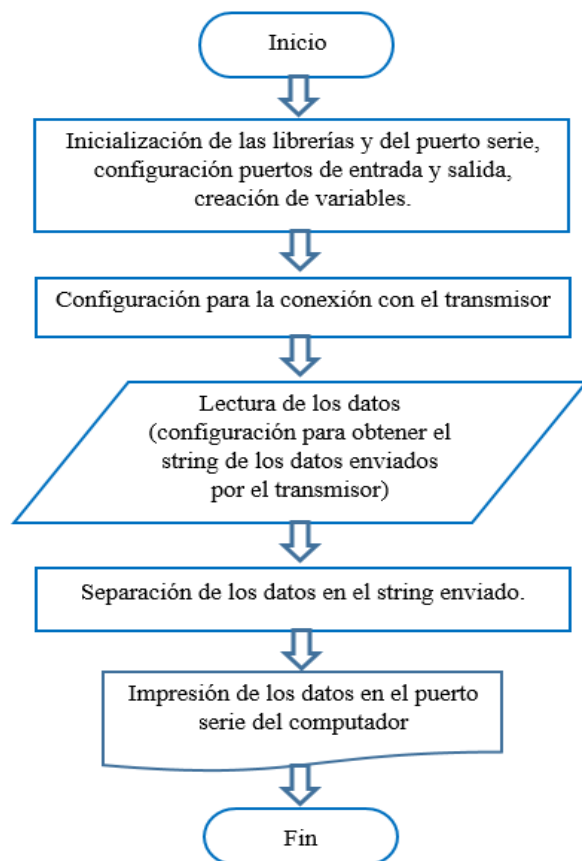 Inicio
Inicialización de las librerías y del puerto serie,
configuración puertos de entrada y salida,
creación de variables.
Configuración para la conexión con el transmisor
Lectura de los datos
(configuración para obtener el
string de los datos enviados
por el transmisor)
Separación de los datos en el string enviado.
Impresión de los datos en el puerto
serie del computador
Fin